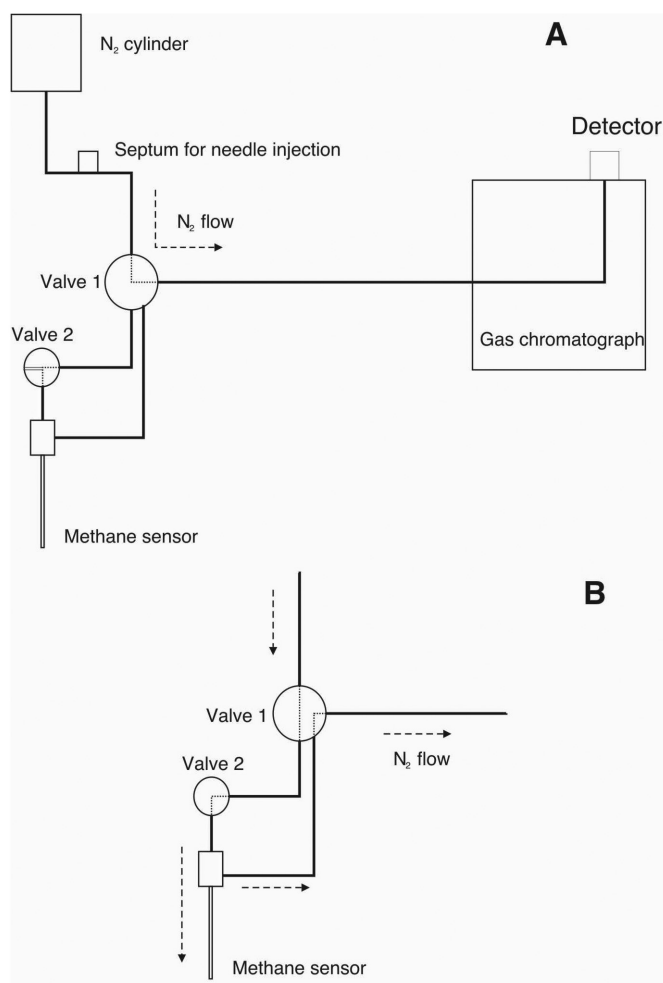 A
N₂ cylinder
Detector
Septum for needle injection
N₂ flow
Valve 1
Valve 2
Gas chromatograph
Methane sensor
B
Valve 1
N₂ flow
Valve 2
Methane sensor